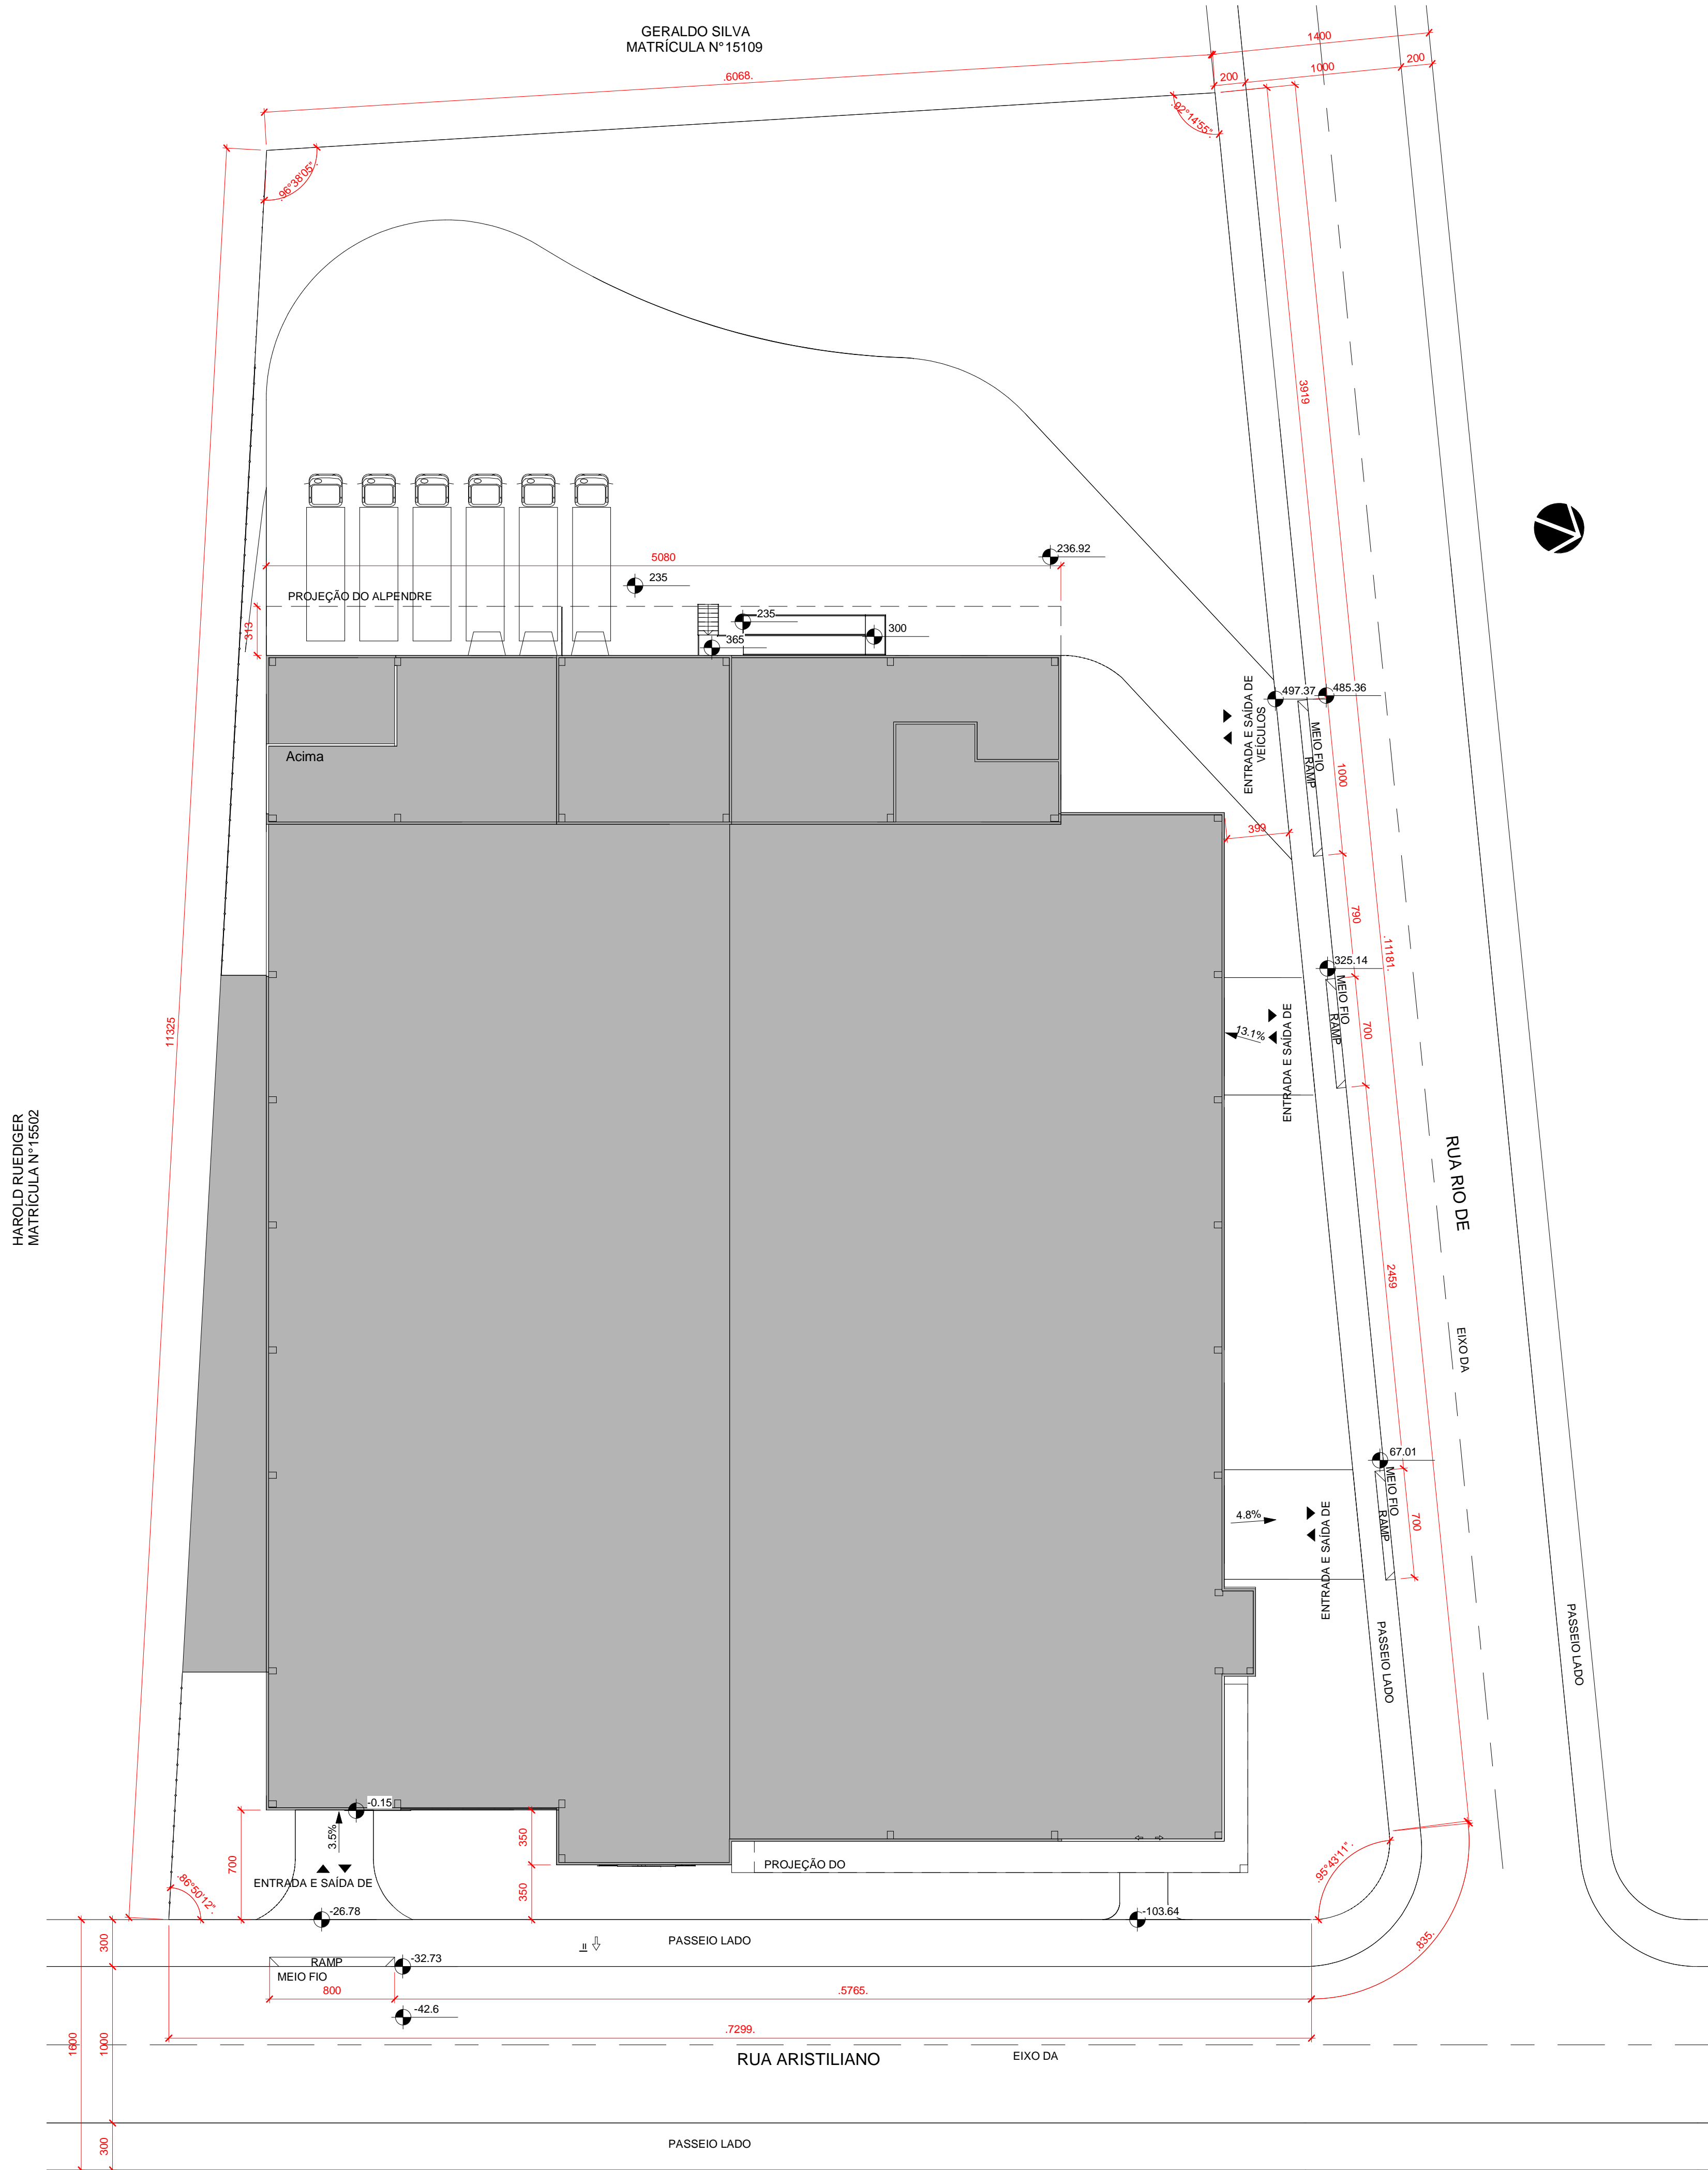 GERALDO SILVA
MATRÍCULA N°15109
1400
.6068.
200
1000
200
.92°14'55".
.96°38'05".
3919
5080
236.92
235
PROJEÇÃO DO ALPENDRE
313
235
300
365
497.37
485.36
ENTRADA E SAÍDA DE
VEÍCULOS
MEIO FIO
RAMP
1000
Acima
399
790
.11181.
325.14
MEIO FIO
RAMP
700
13.1%
ENTRADA E SAÍDA DE
11325
HAROLD RUEDIGER
MATRÍCULA N°15502
RUA RIO DE
2459
EIXO DA
67.01
MEIO FIO
RAMP
700
4.8%
ENTRADA E SAÍDA DE
PASSEIO LADO
PASSEIO LADO
-0.15
3.5%
700
350
350
PROJEÇÃO DO
ENTRADA E SAÍDA DE
.86°50'12".
.95°43'11".
-26.78
-103.64
300
PASSEIO LADO
.835.
RAMP
-32.73
MEIO FIO
800
.5765.
-42.6
.7299.
1600
1000
RUA ARISTILIANO
EIXO DA
300
PASSEIO LADO